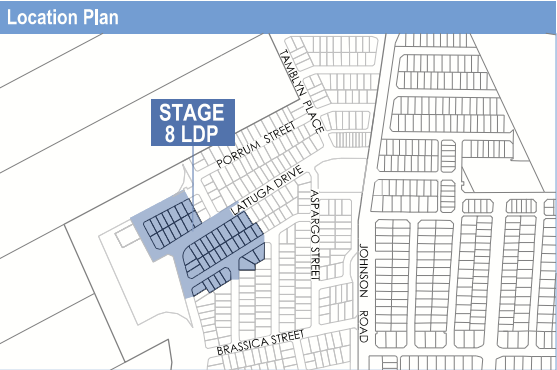 Location Plan
TAMBLYN PLACE
STAGE
8 LDP
PORRUM STREET
LATTUGA DRIVE
ASPARGO STREET
JOHNSON ROAD
BRASSICA STREET